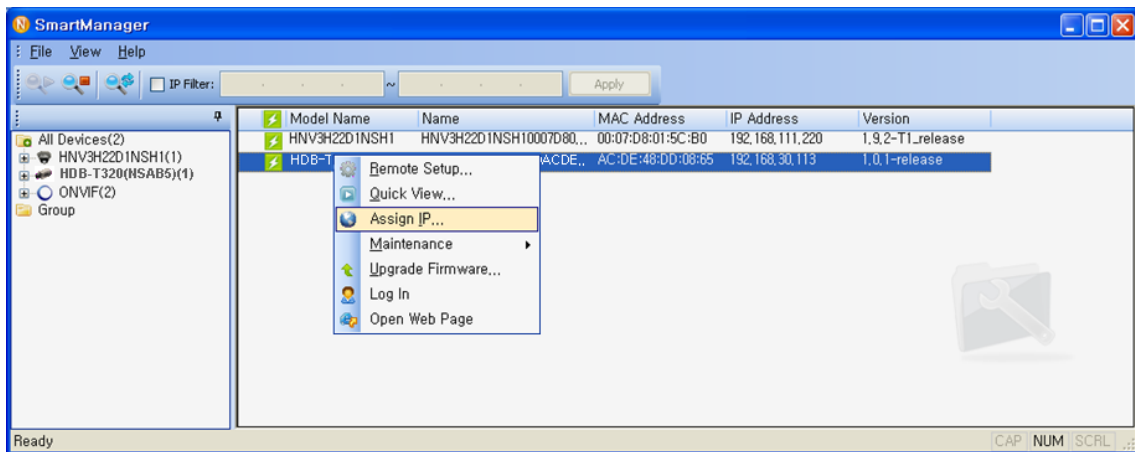 SmartManager
File View Help
IP Filter: . . . ~ . . . Apply
All Devices(2)
HNV3H22D1NSH1(1)
HDB-T320(NSAB5)(1)
ONVIF(2)
Group
Model Name Name MAC Address IP Address Version
HNV3H22D1NSH1 HNV3H22D1NSH10007D80... 00:07:D8:01:5C:B0 192,168,111,220 1,9,2-T1_release
HDB-T ACDE... AC:DE:48:DD:08:65 192,168,30,113 1,0,1-release
Remote Setup...
Quick View...
Assign IP...
Maintenance
Upgrade Firmware...
Log In
Open Web Page
Ready CAP NUM SCRL